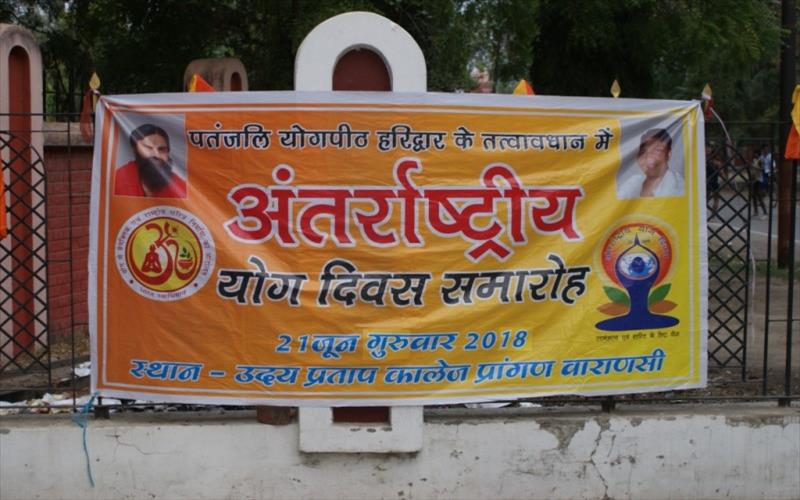 पतंजलि योगपीठ हरिद्वार के तत्वावधान में
अंतर्राष्ट्रीय
योग दिवस समारोह
21 जून गुरुवार 2018
स्थान - उदय प्रताप कालेज प्रांगण वाराणसी